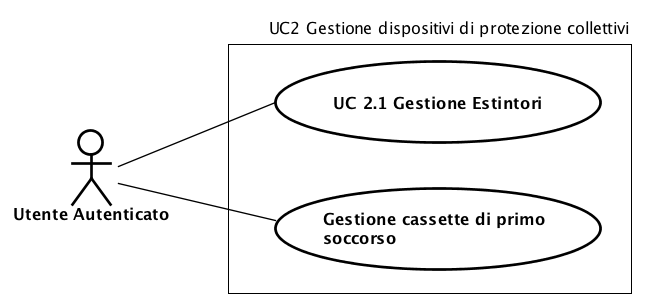 UC2 Gestione dispositivi di protezione collettivi
UC 2.1 Gestione Estintori
Utente Autenticato
Gestione cassette di primo
soccorso